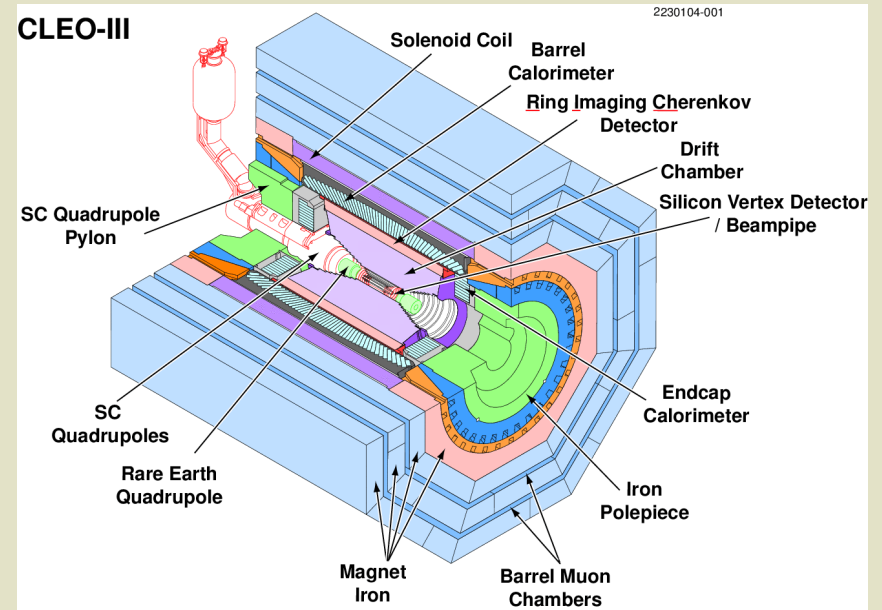 2230104-001
CLEO-III
Solenoid Coil
Barrel
Calorimeter
Ring Imaging Cherenkov
Detector
Drift
Chamber
Silicon Vertex Detector
/ Beampipe
SC Quadrupole
Pylon
SC
Quadrupoles
Rare Earth
Quadrupole
Magnet
Iron
Barrel Muon
Chambers
Iron
Polepiece
Endcap
Calorimeter